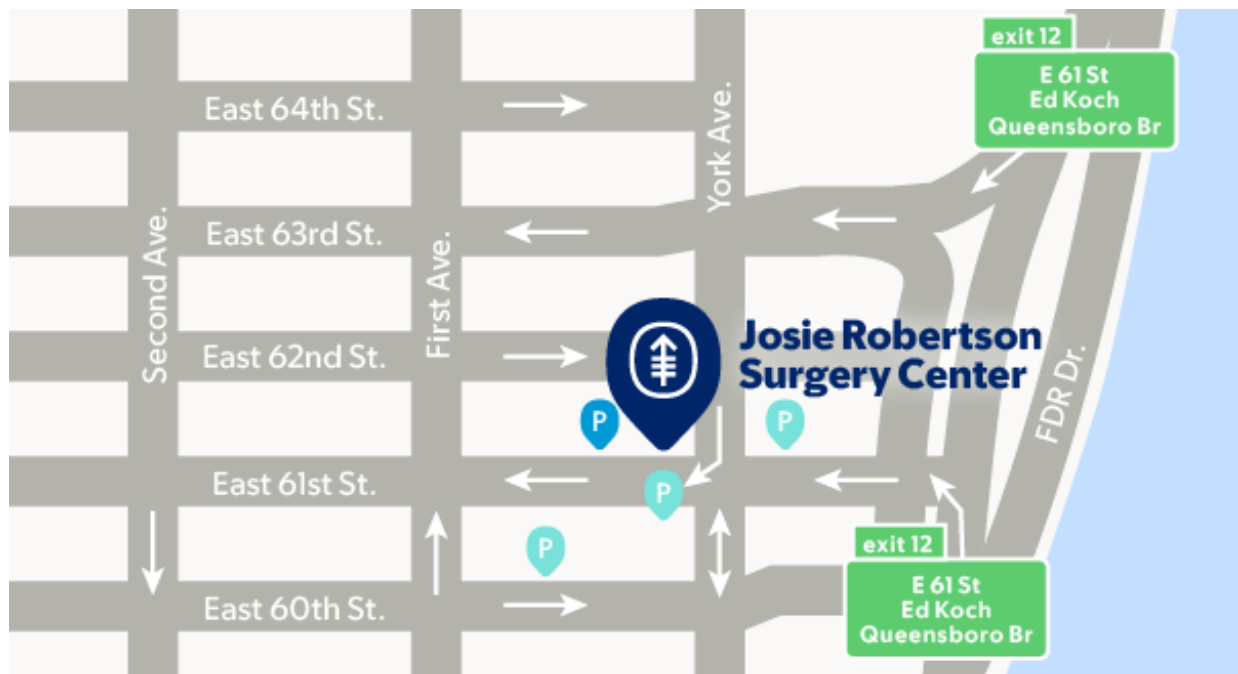 exit 12
E 61 St
Ed Koch
Queensboro Br
East 64th St.
York Ave.
East 63rd St.
Second Ave.
First Ave.
Josie Robertson
Surgery Center
East 62nd St.
FDR Dr.
P
P
East 61st St.
P
P
exit 12
E 61 St
Ed Koch
Queensboro Br
East 60th St.